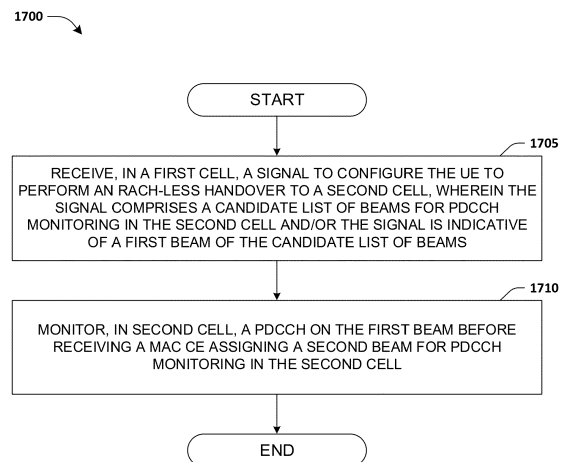 1700
START
1705
RECEIVE, IN A FIRST CELL, A SIGNAL TO CONFIGURE THE UE TO
PERFORM AN RACH-LESS HANDOVER TO A SECOND CELL, WHEREIN THE
SIGNAL COMPRISES A CANDIDATE LIST OF BEAMS FOR PDCCH
MONITORING IN THE SECOND CELL AND/OR THE SIGNAL IS INDICATIVE
OF A FIRST BEAM OF THE CANDIDATE LIST OF BEAMS
1710
MONITOR, IN SECOND CELL, A PDCCH ON THE FIRST BEAM BEFORE
RECEIVING A MAC CE ASSIGNING A SECOND BEAM FOR PDCCH
MONITORING IN THE SECOND CELL
END